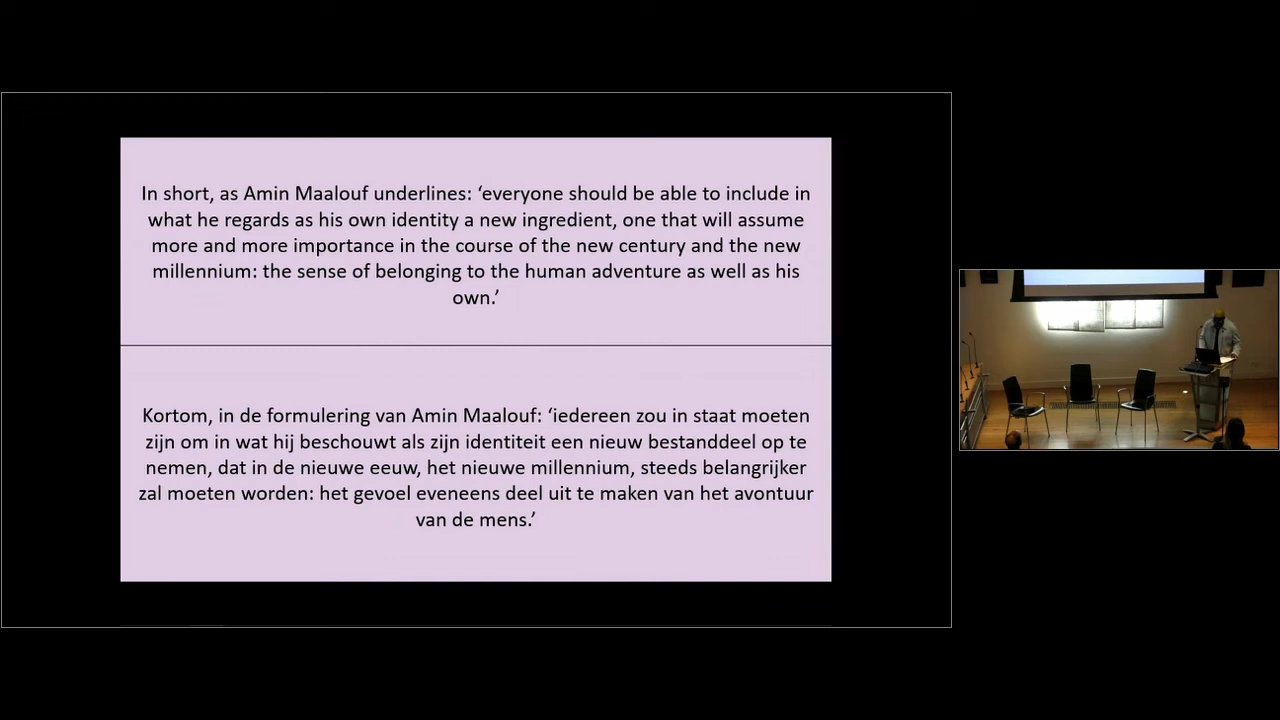 In short, as Amin Maalouf underlines: ‘everyone should be able to include in
what he regards as his own identity a new ingredient, one that will assume
more and more importance in the course of the new century and the new
millennium: the sense of belonging to the human adventure as well as his
own.’
Kortom, in de formulering van Amin Maalouf: ‘iedereen zou in staat moeten
zijn om in wat hij beschouwt als zijn identiteit een nieuw bestanddeel op te
nemen, dat in de nieuwe eeuw, het nieuwe millennium, steeds belangrijker
zal moeten worden: het gevoel eveneens deel uit te maken van het avontuur
van de mens.’